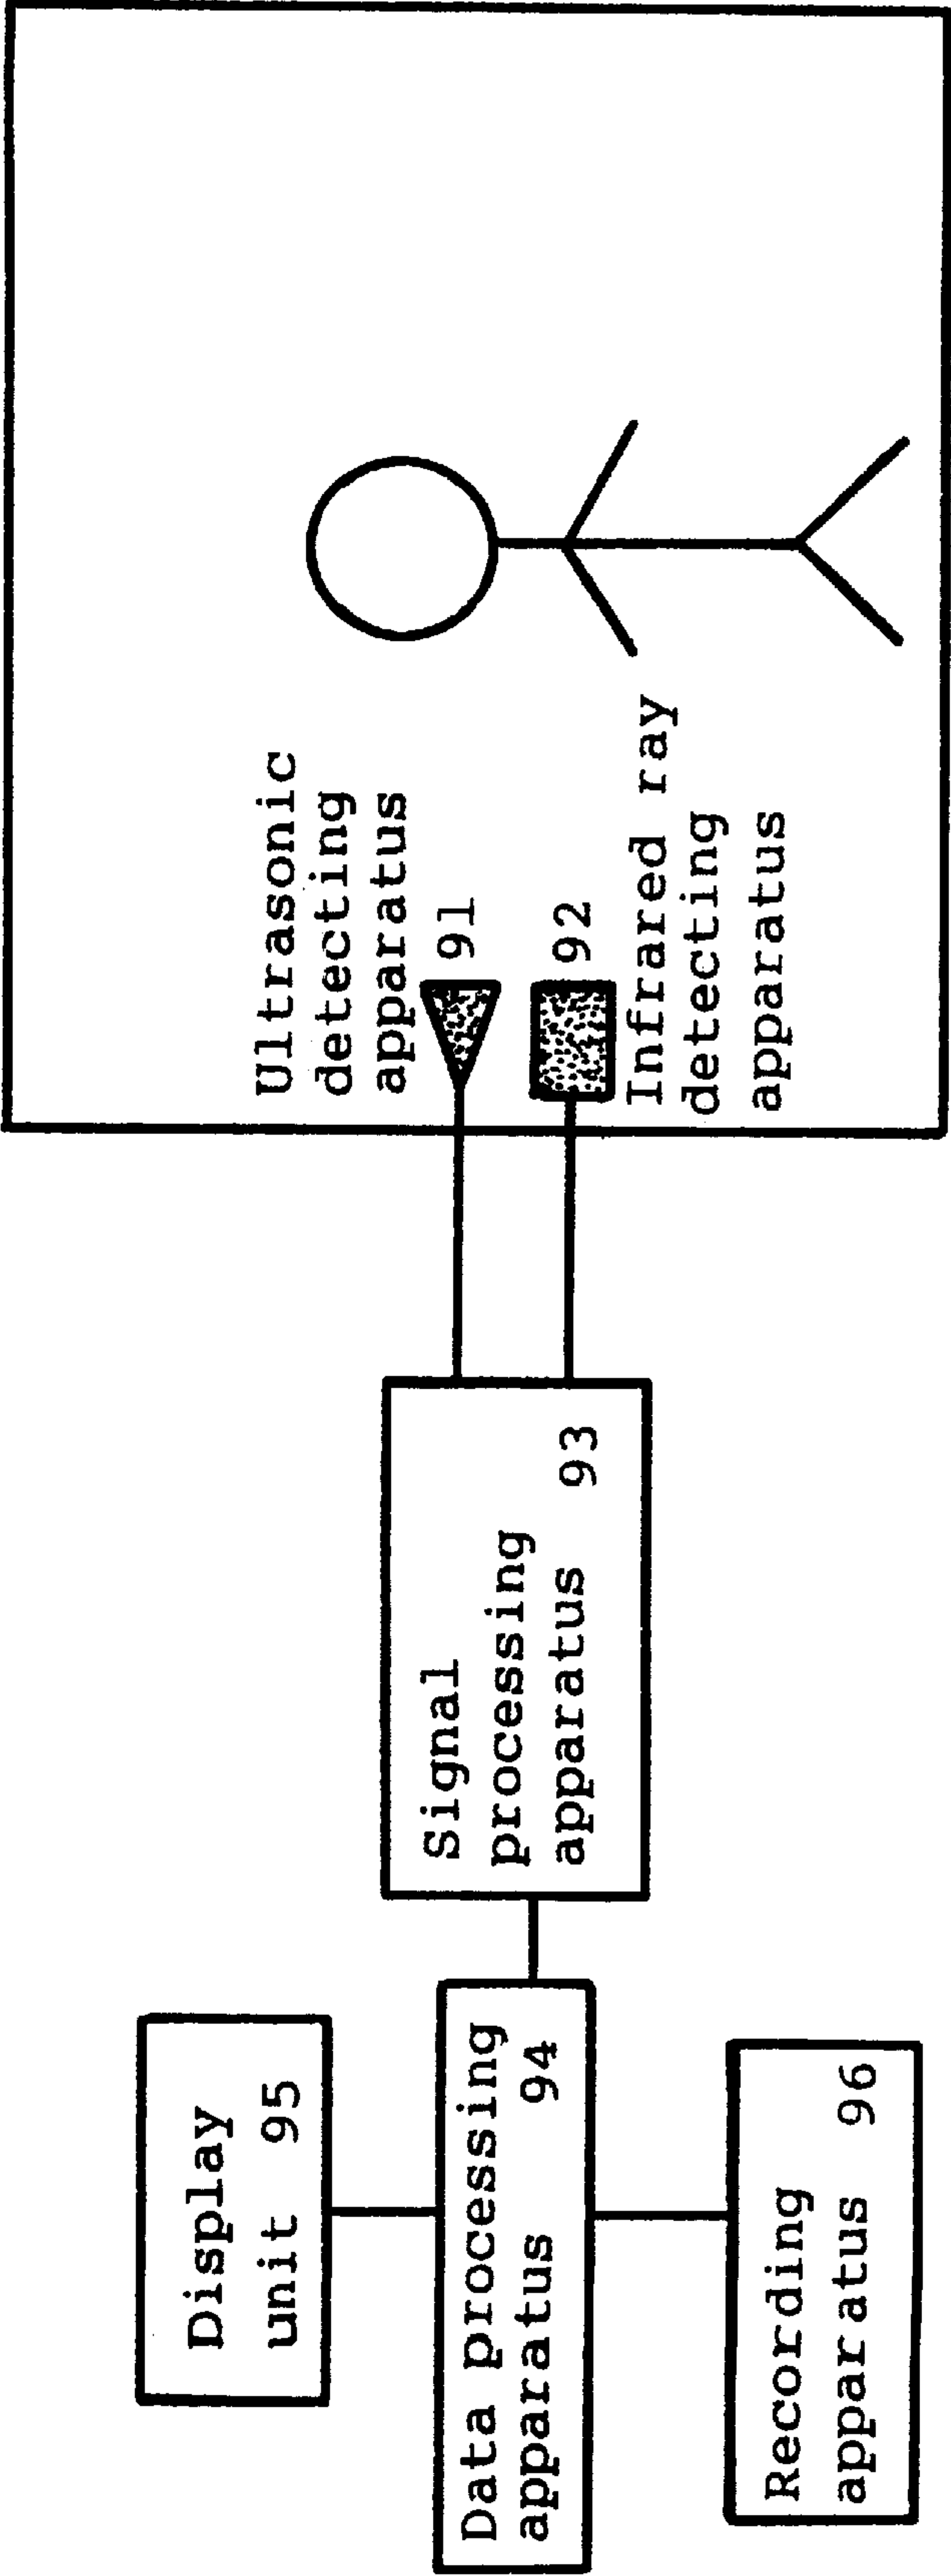 Display
unit 95
Data processing
apparatus 94
Recording
apparatus 96
Signal
processing
apparatus 93
Ultrasonic
detecting
apparatus
91
92
Infrared ray
detecting
apparatus